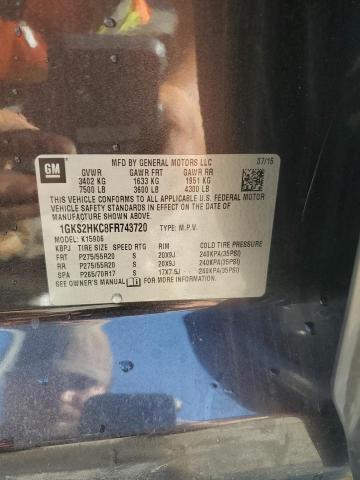 GM
MFD BY GENERAL MOTORS LLC 07/15
GVWR GAWR FRT GAWR RR
3402 KG 1633 KG 1951 KG
7500 LB 3600 LB 4300 LB
THIS VEHICLE CONFORMS TO ALL APPLICABLE U.S. FEDERAL MOTOR
VEHICLE SAFETY STANDARDS IN EFFECT ON THE DATE OF
MANUFACTURE SHOWN ABOVE.
1GKS2HKC8FR743720 TYPE: M.P.V.
MODEL: K15906
KBPJ TIRE SIZE SPEED RTG RIM COLD TIRE PRESSURE
FRT P275/55R20 S 20X9J 240KPA(35PSI)
RR P275/55R20 S 20X9J 240KPA(35PSI)
SPA P265/70R17 S 17X7.5J 240KPA(35PSI)
SEE OWNER'S MANUAL FOR ADDITIONAL INFORMATION.